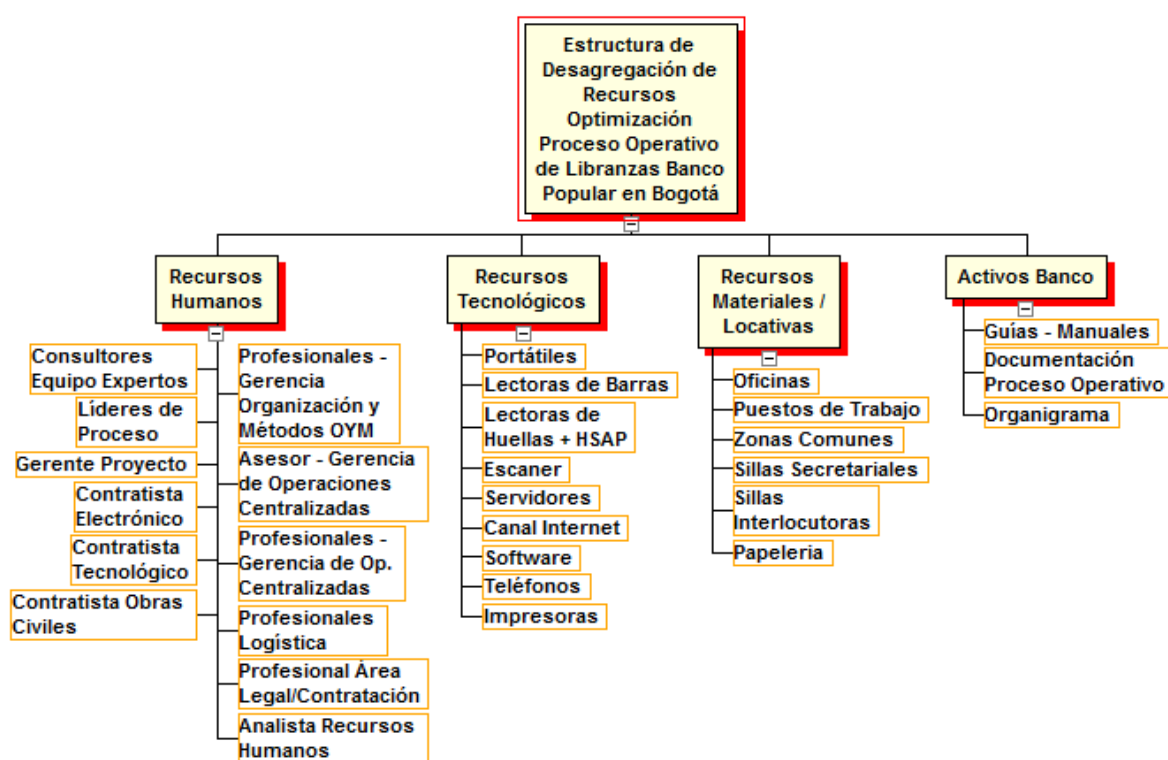 Estructura de
Desagregación de
Recursos
Optimización
Proceso Operativo
de Libranzas Banco
Popular en Bogotá
Recursos
Humanos
Consultores
Equipo Expertos
Líderes de
Proceso
Gerente Proyecto
Contratista
Electrónico
Contratista
Tecnológico
Contratista Obras
Civiles
Profesionales -
Gerencia
Organización y
Métodos OYM
Asesor - Gerencia
de Operaciones
Centralizadas
Profesionales -
Gerencia de Op.
Centralizadas
Profesionales
Logística
Profesional Área
Legal/Contratación
Analista Recursos
Humanos
Recursos
Tecnológicos
Portátiles
Lectoras de Barras
Lectoras de
Huellas + HSAP
Escaner
Servidores
Canal Internet
Software
Teléfonos
Impresoras
Recursos
Materiales /
Locativas
Oficinas
Puestos de Trabajo
Zonas Comunes
Sillas Secretariales
Sillas
Interlocutoras
Papeleria
Activos Banco
Guías - Manuales
Documentación
Proceso Operativo
Organigrama